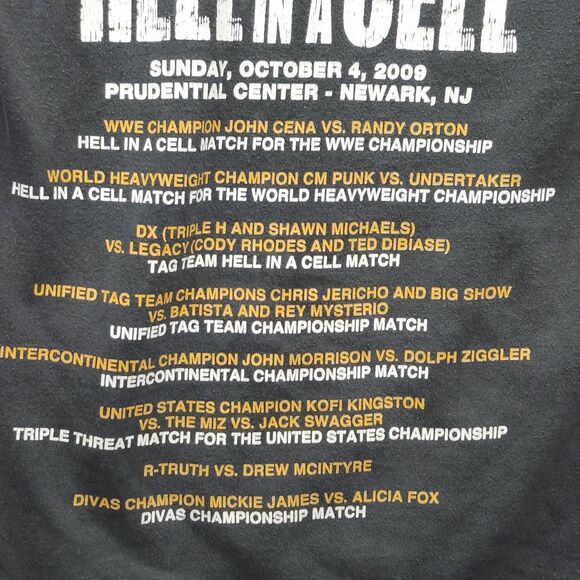 HELL IN A CELL
SUNDAY, OCTOBER 4, 2009
PRUDENTIAL CENTER - NEWARK, NJ
WWE CHAMPION JOHN CENA VS. RANDY ORTON
HELL IN A CELL MATCH FOR THE WWE CHAMPIONSHIP
WORLD HEAVYWEIGHT CHAMPION CM PUNK VS. UNDERTAKER
HELL IN A CELL MATCH FOR THE WORLD HEAVYWEIGHT CHAMPIONSHIP
DX (TRIPLE H AND SHAWN MICHAELS)
VS. LEGACY (CODY RHODES AND TED DIBIASE)
TAG TEAM HELL IN A CELL MATCH
UNIFIED TAG TEAM CHAMPIONS CHRIS JERICHO AND BIG SHOW
VS. BATISTA AND REY MYSTERIO
UNIFIED TAG TEAM CHAMPIONSHIP MATCH
INTERCONTINENTAL CHAMPION JOHN MORRISON VS. DOLPH ZIGGLER
INTERCONTINENTAL CHAMPIONSHIP MATCH
UNITED STATES CHAMPION KOFI KINGSTON
VS. THE MIZ VS. JACK SWAGGER
TRIPLE THREAT MATCH FOR THE UNITED STATES CHAMPIONSHIP
R-TRUTH VS. DREW MCINTYRE
DIVAS CHAMPION MICKIE JAMES VS. ALICIA FOX
DIVAS CHAMPIONSHIP MATCH